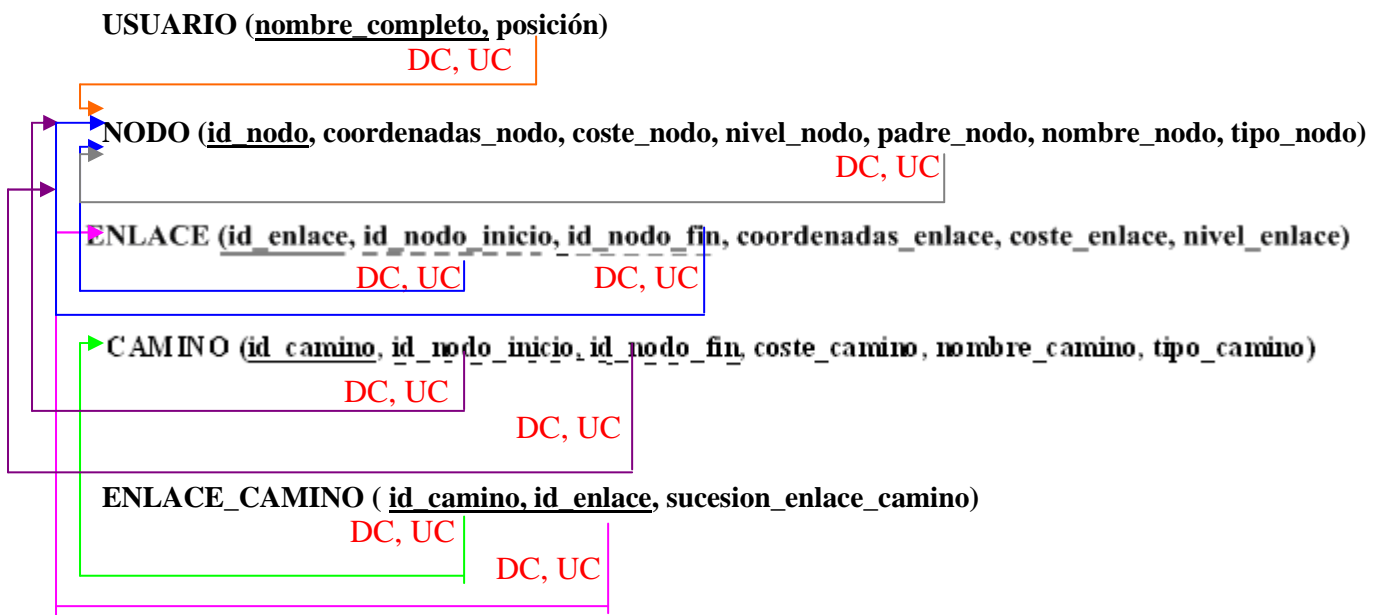 USUARIO (nombre_completo, posición)
DC, UC
NODO (id_nodo, coordenadas_nodo, coste_nodo, nivel_nodo, padre_nodo, nombre_nodo, tipo_nodo)
DC, UC
ENLACE (id_enlace, id_nodo_inicio, id_nodo_fin, coordenadas_enlace, coste_enlace, nivel_enlace)
DC, UC DC, UC
CAMINO (id_camino, id_nodo_inicio, id_nodo_fin, coste_camino, nombre_camino, tipo_camino)
DC, UC
DC, UC
ENLACE_CAMINO ( id_camino, id_enlace, sucesion_enlace_camino)
DC, UC
DC, UC